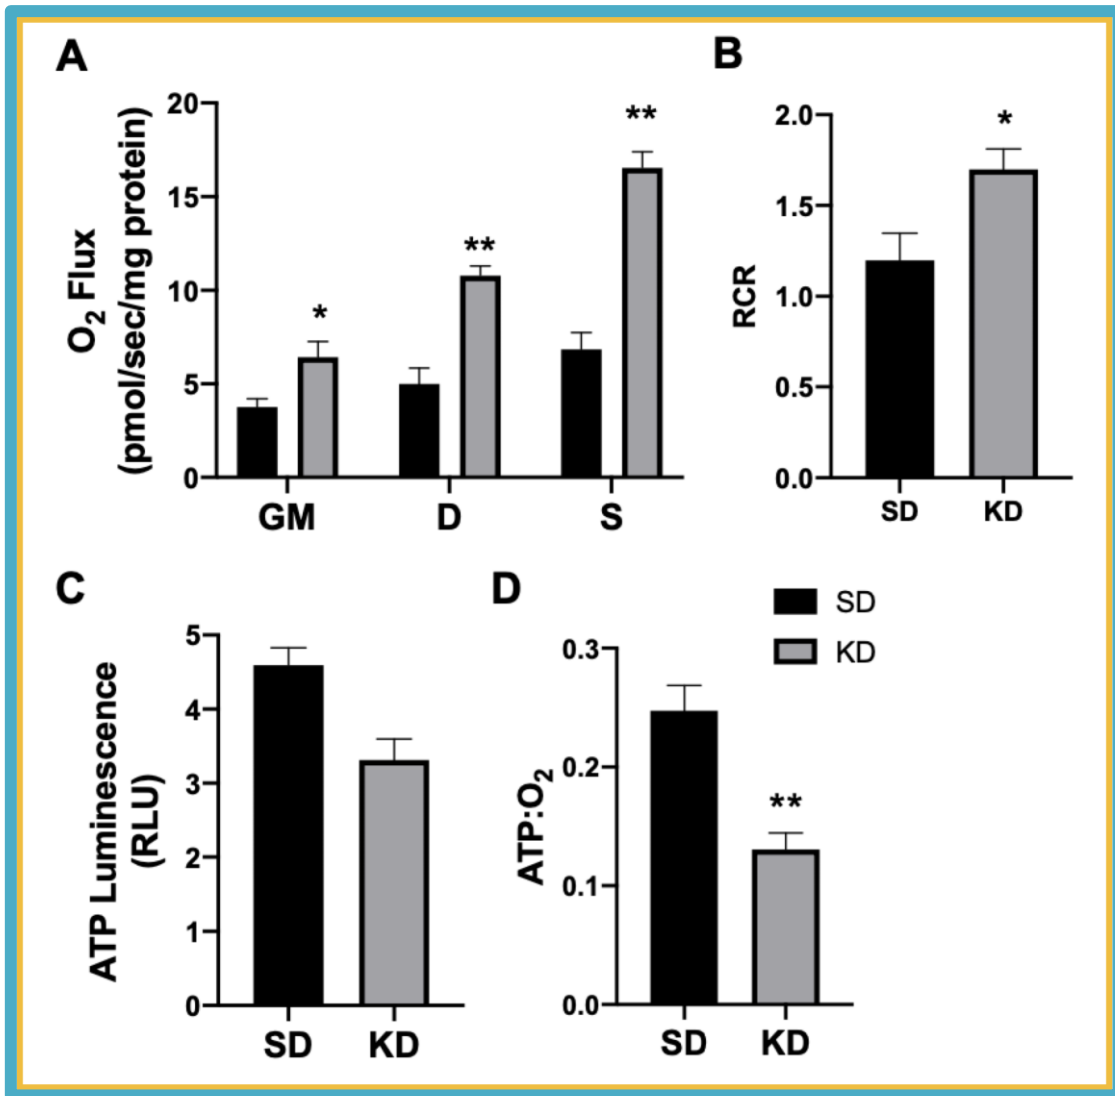 A
O2 Flux
(pmol/sec/mg protein)
20
15
10
5
0
*
**
**
GM
D
S
B
RCR
2.0
1.5
1.0
0.5
0.0
*
SD
KD
C
ATP Luminescence
(RLU)
5
4
3
2
1
0
SD
KD
D
SD
KD
ATP:O2
0.3
0.2
0.1
0.0
**
SD
KD